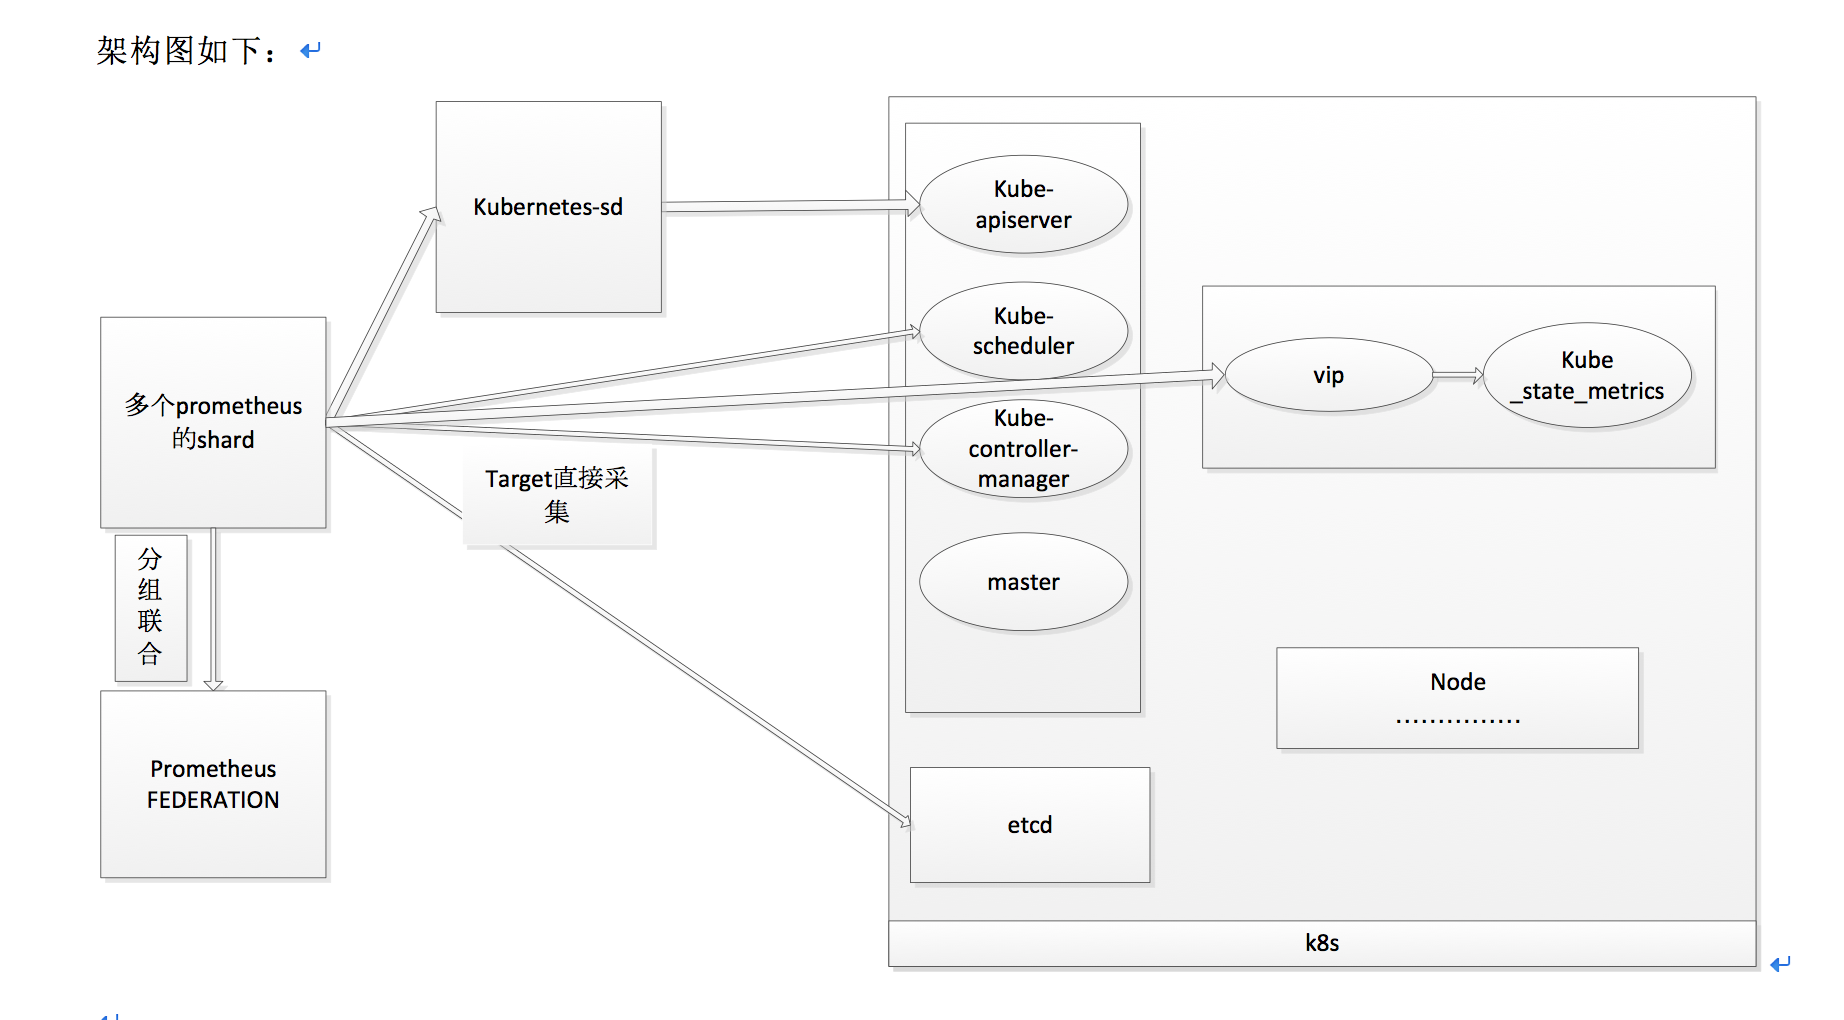 架构图如下：
Kubernetes-sd
Kube-
apiserver
Kube-
scheduler
vip
Kube
_state_metrics
多个prometheus
的shard
Kube-
controller-
manager
Target直接采
集
分
组
联
合
master
Node
...............
Prometheus
FEDERATION
etcd
k8s